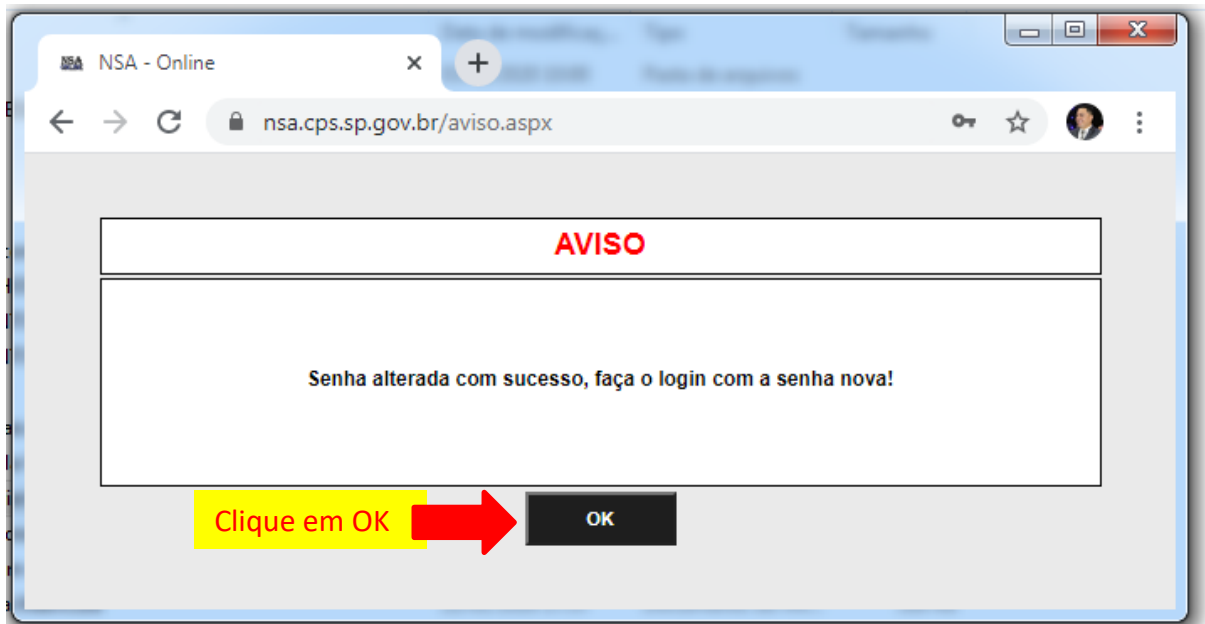 NSA NSA - Online
nsa.cps.sp.gov.br/aviso.aspx
AVISO
Senha alterada com sucesso, faça o login com a senha nova!
Clique em OK
OK